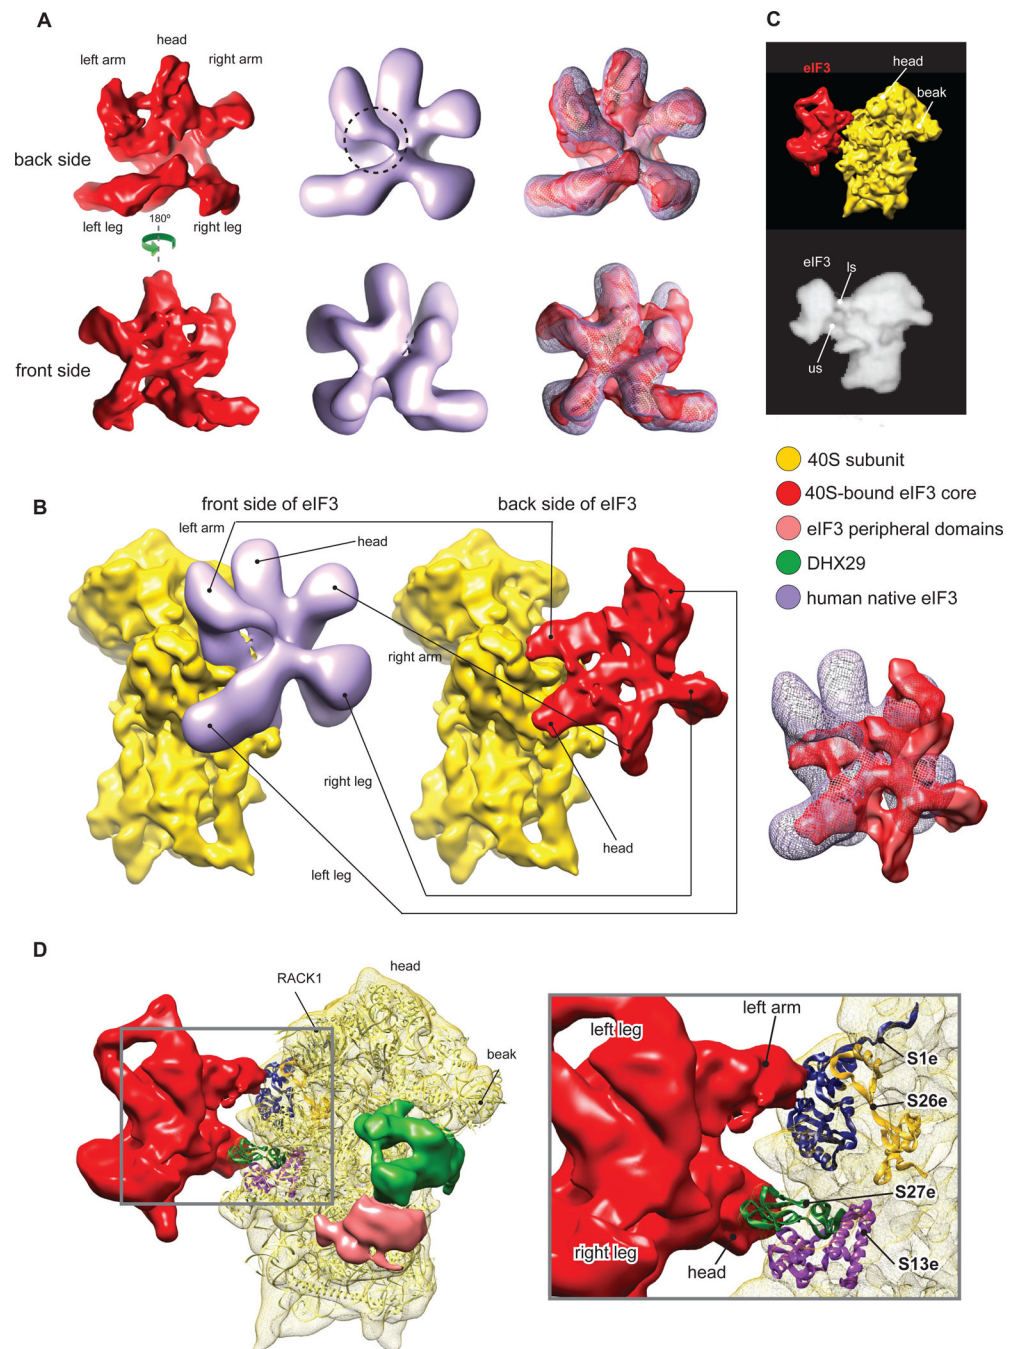 A
head
left arm
right arm
back side
left leg
180º
right leg
front side
C
eIF3
head
beak
eIF3
ls
us
40S subunit
40S-bound eIF3 core
eIF3 peripheral domains
DHX29
human native eIF3
B
front side of eIF3
back side of eIF3
left arm
head
right arm
right leg
head
left leg
D
RACK1
head
beak
left leg
left arm
S1e
S26e
S27e
right leg
head
S13e